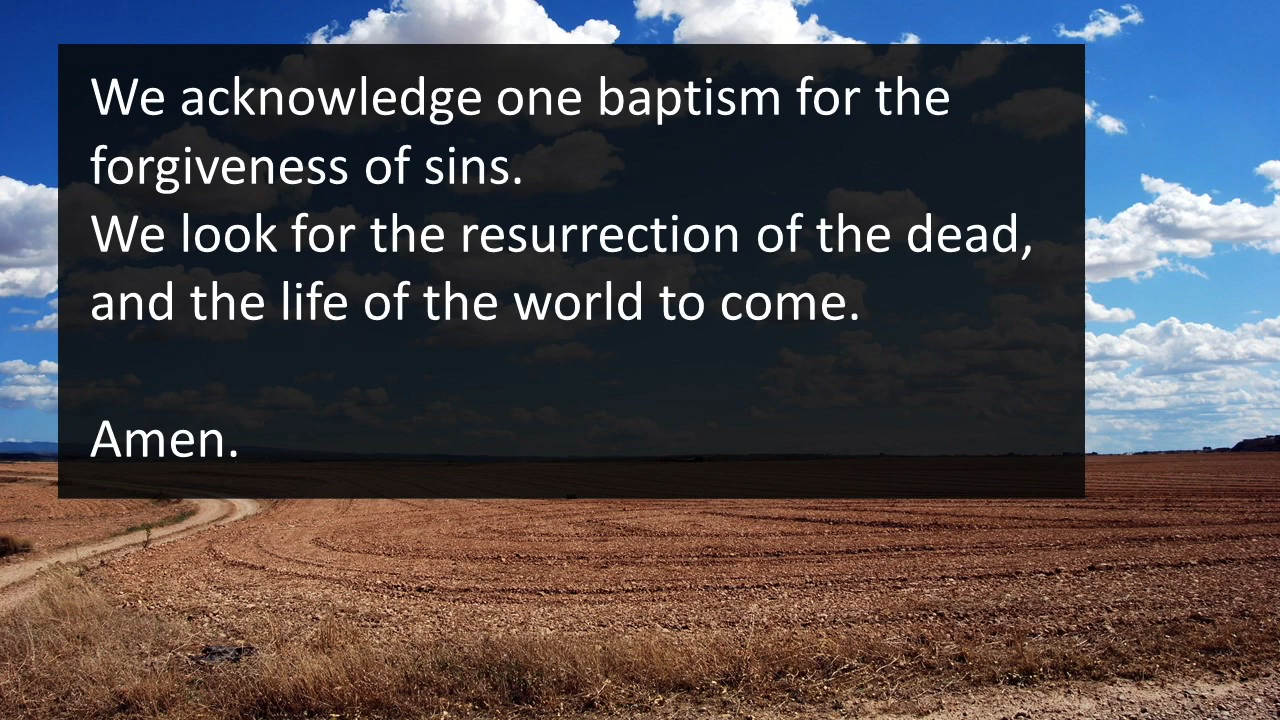 We acknowledge one baptism for the
forgiveness of sins.
We look for the resurrection of the dead,
and the life of the world to come.
Amen.